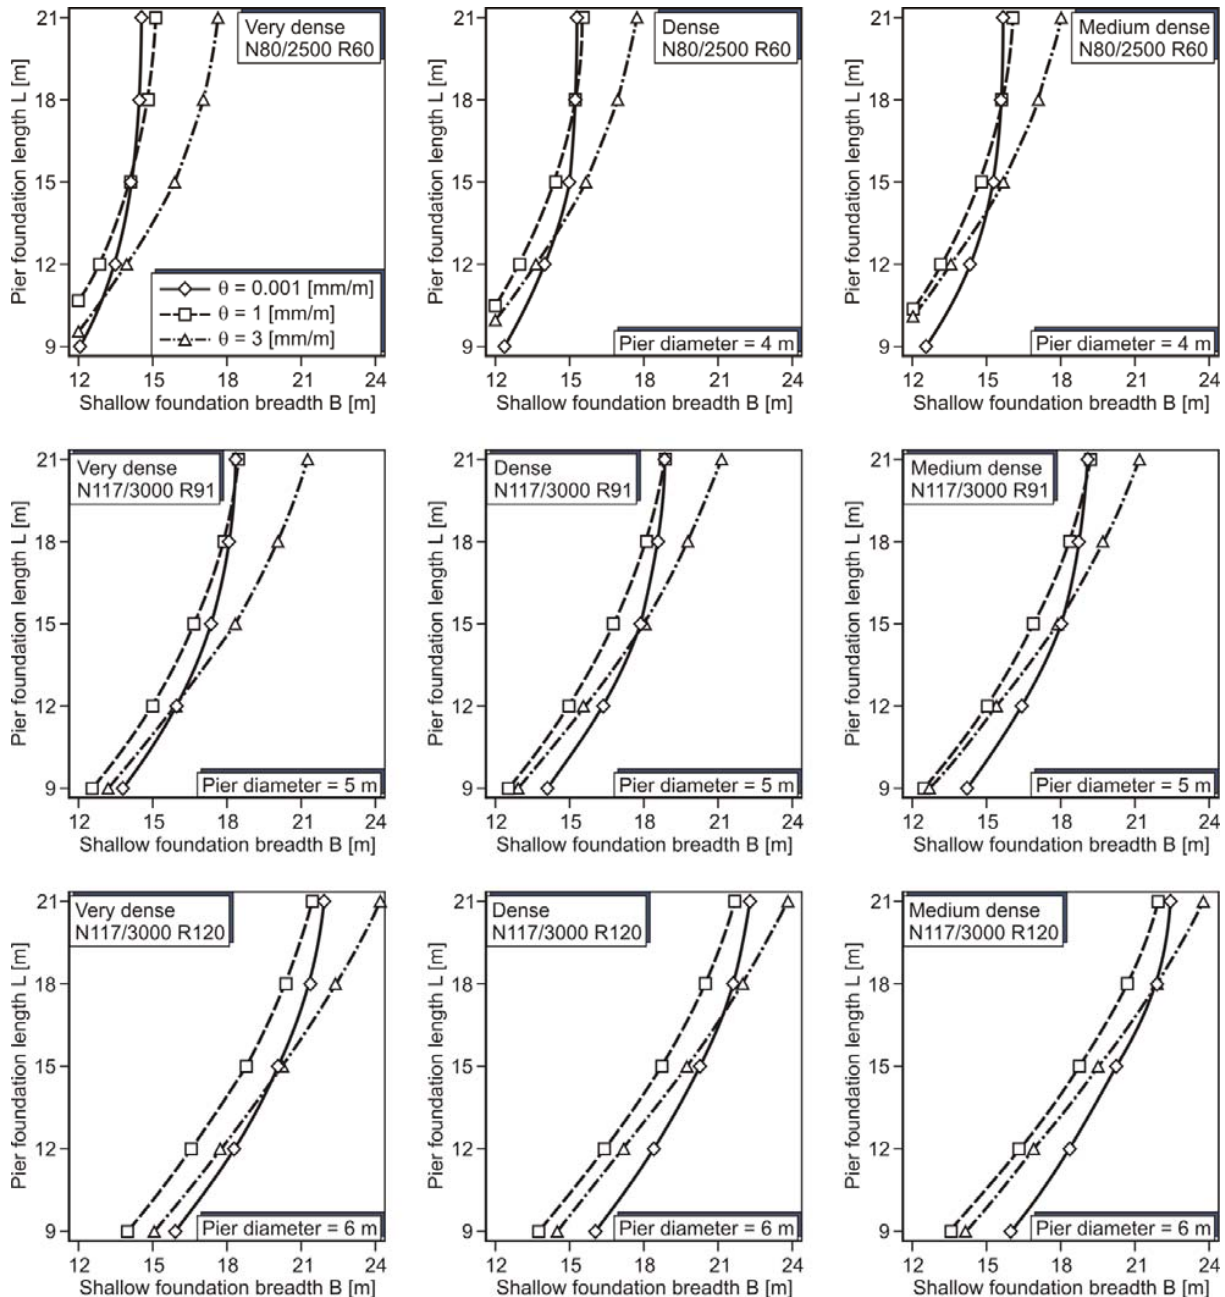 Pier foundation length L [m]
21
18
15
12
9
Very dense
N80/2500 R60
θ = 0.001 [mm/m]
θ = 1 [mm/m]
θ = 3 [mm/m]
12 15 18 21 24
Shallow foundation breadth B [m]
Pier foundation length L [m]
21
18
15
12
9
Dense
N80/2500 R60
Pier diameter = 4 m
12 15 18 21 24
Shallow foundation breadth B [m]
Pier foundation length L [m]
21
18
15
12
9
Medium dense
N80/2500 R60
Pier diameter = 4 m
12 15 18 21 24
Shallow foundation breadth B [m]
Pier foundation length L [m]
21
18
15
12
9
Very dense
N117/3000 R91
Pier diameter = 5 m
12 15 18 21 24
Shallow foundation breadth B [m]
Pier foundation length L [m]
21
18
15
12
9
Dense
N117/3000 R91
Pier diameter = 5 m
12 15 18 21 24
Shallow foundation breadth B [m]
Pier foundation length L [m]
21
18
15
12
9
Medium dense
N117/3000 R91
Pier diameter = 5 m
12 15 18 21 24
Shallow foundation breadth B [m]
Pier foundation length L [m]
21
18
15
12
9
Very dense
N117/3000 R120
Pier diameter = 6 m
12 15 18 21 24
Shallow foundation breadth B [m]
Pier foundation length L [m]
21
18
15
12
9
Dense
N117/3000 R120
Pier diameter = 6 m
12 15 18 21 24
Shallow foundation breadth B [m]
Pier foundation length L [m]
21
18
15
12
9
Medium dense
N117/3000 R120
Pier diameter = 6 m
12 15 18 21 24
Shallow foundation breadth B [m]